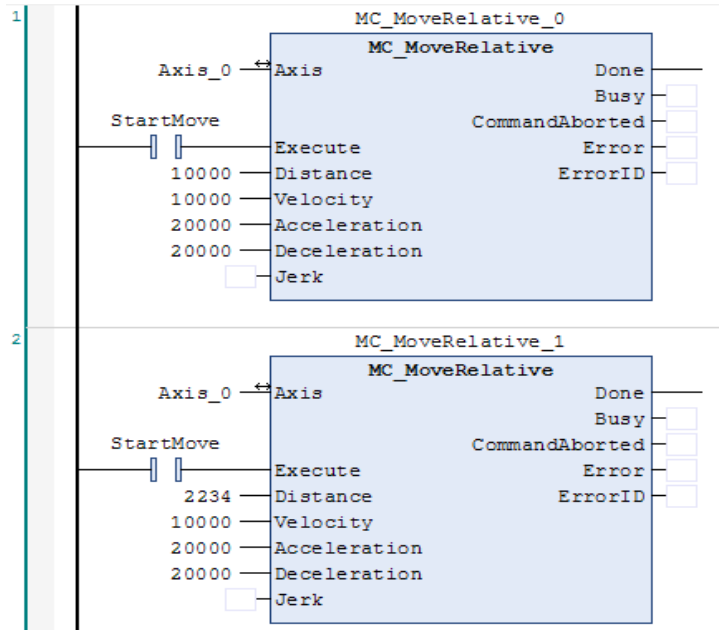 1
MC_MoveRelative_0
MC_MoveRelative
Axis_0 Axis Done
Busy
StartMove CommandAborted
Execute Error
10000 Distance ErrorID
10000 Velocity
20000 Acceleration
20000 Deceleration
Jerk
2
MC_MoveRelative_1
MC_MoveRelative
Axis_0 Axis Done
Busy
StartMove CommandAborted
Execute Error
2234 Distance ErrorID
10000 Velocity
20000 Acceleration
20000 Deceleration
Jerk